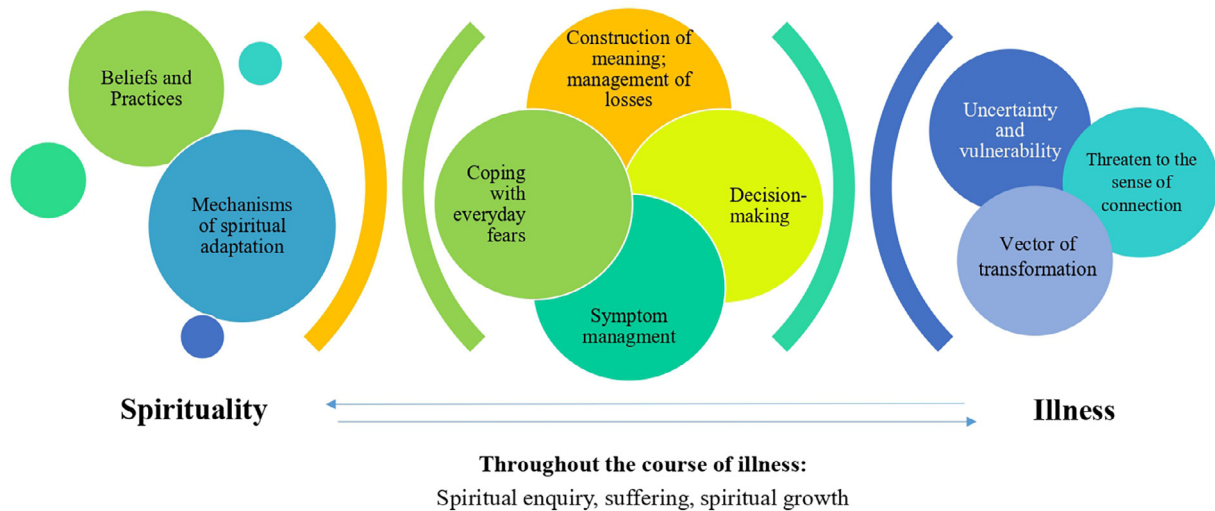 Beliefs and
Practices
Mechanisms
of spiritual
adaptation
Construction of
meaning;
management of
losses
Coping
with
everyday
fears
Decision-
making
Symptom
managment
Uncertainty
and
vulnerability
Threaten to the
sense of
connection
Vector of
transformation
Spirituality
Illness
Throughout the course of illness:
Spiritual enquiry, suffering, spiritual growth